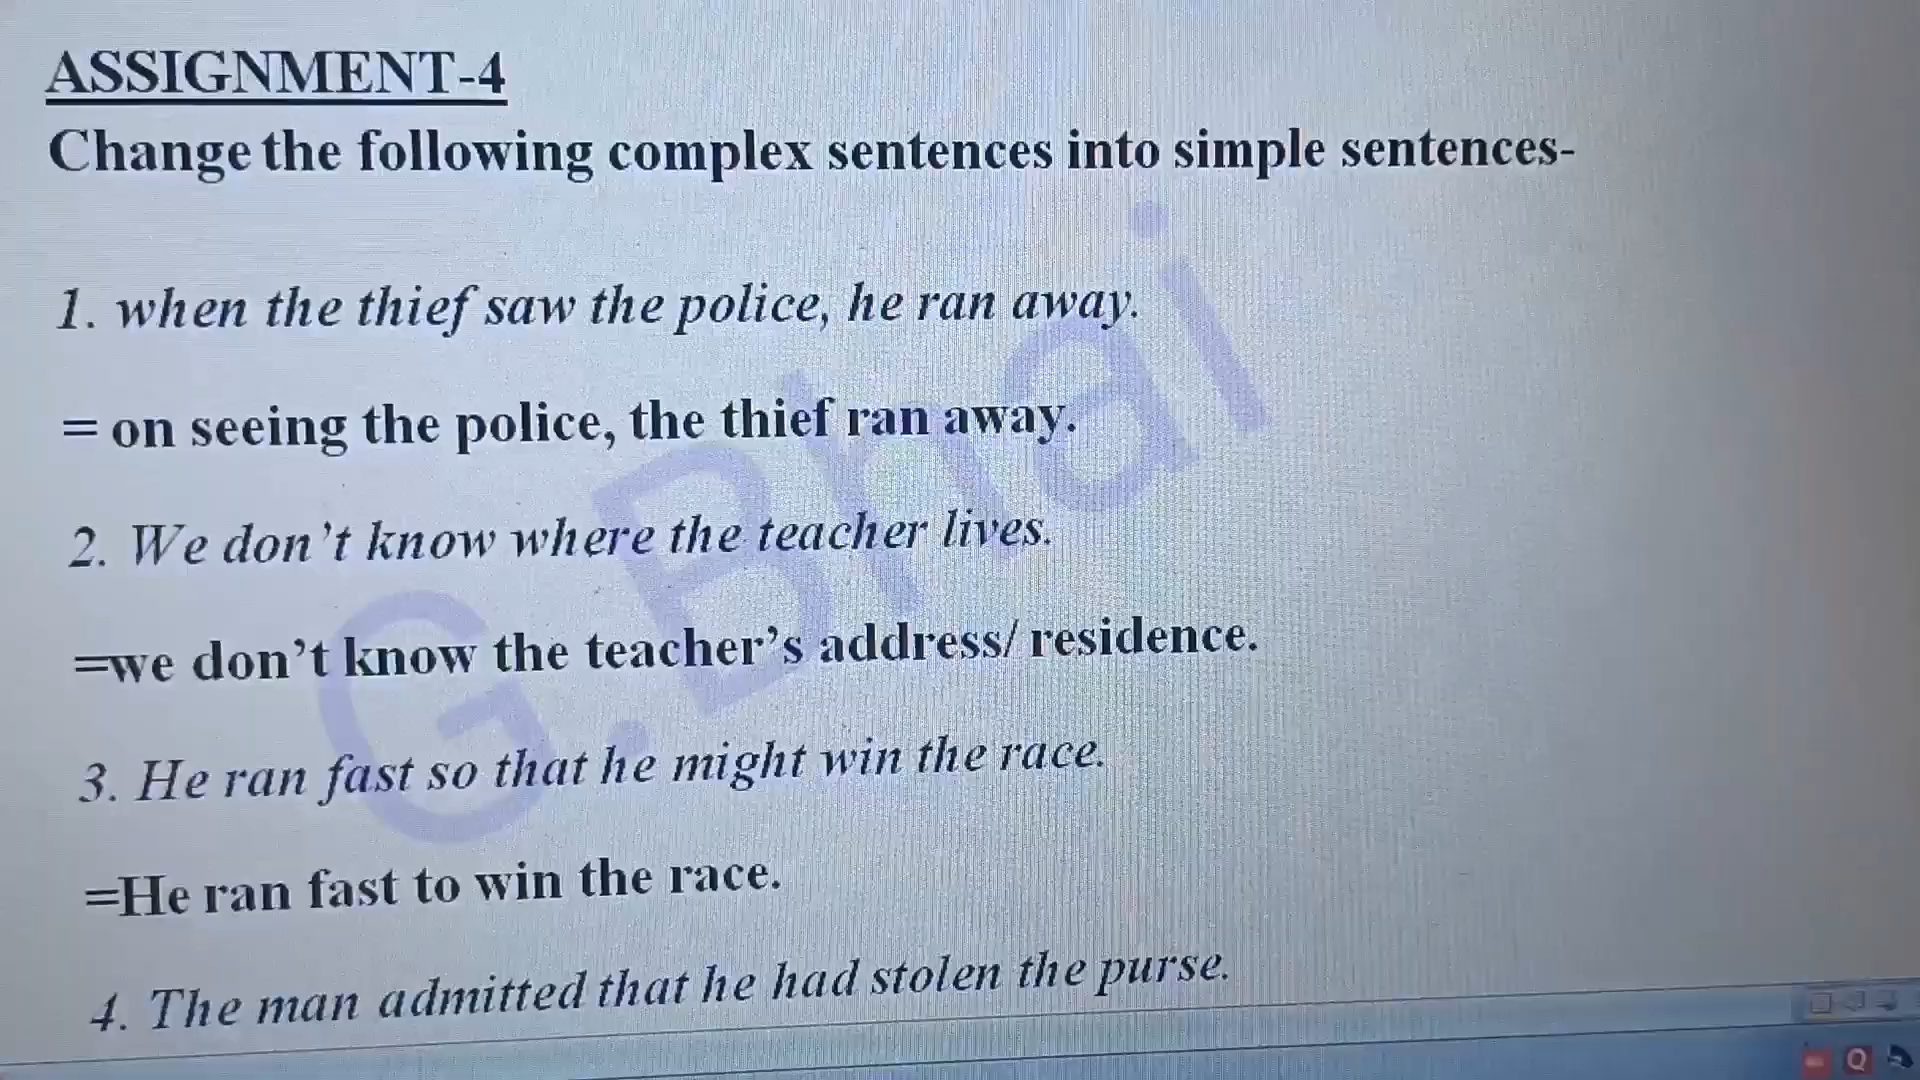 ASSIGNMENT-4
Change the following complex sentences into simple sentences-
1. when the thief saw the police, he ran away.
= on seeing the police, the thief ran away.
2. We don't know where the teacher lives.
=we don't know the teacher's address/ residence.
3. He ran fast so that he might win the race.
=He ran fast to win the race.
4. The man admitted that he had stolen the purse.
G.Bhai
Q